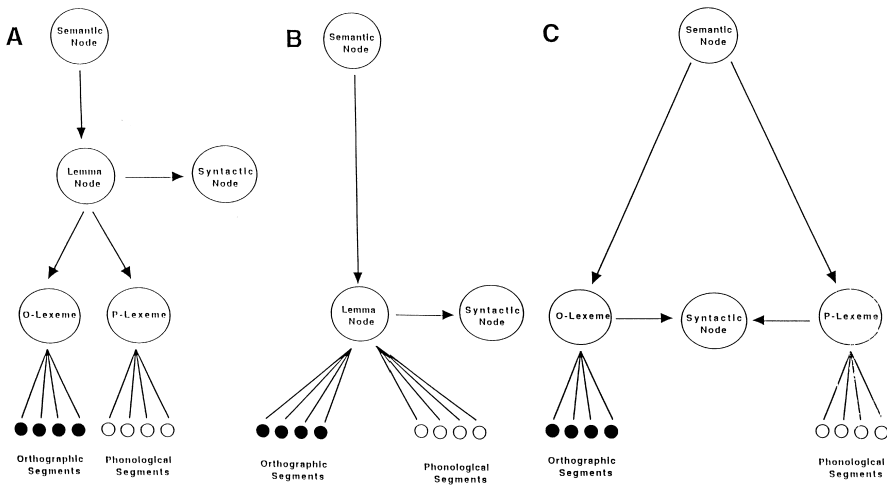 A
Semantic
Node
Lemma
Node
Syntactic
Node
O-Lexeme
P-Lexeme
Orthographic
Segments
Phonological
Segments
B
Semantic
Node
Lemma
Node
Syntactic
Node
Orthographic
Segments
Phonological
Segments
C
Semantic
Node
O-Lexeme
Syntactic
Node
P-Lexeme
Orthographic
Segments
Phonological
Segments